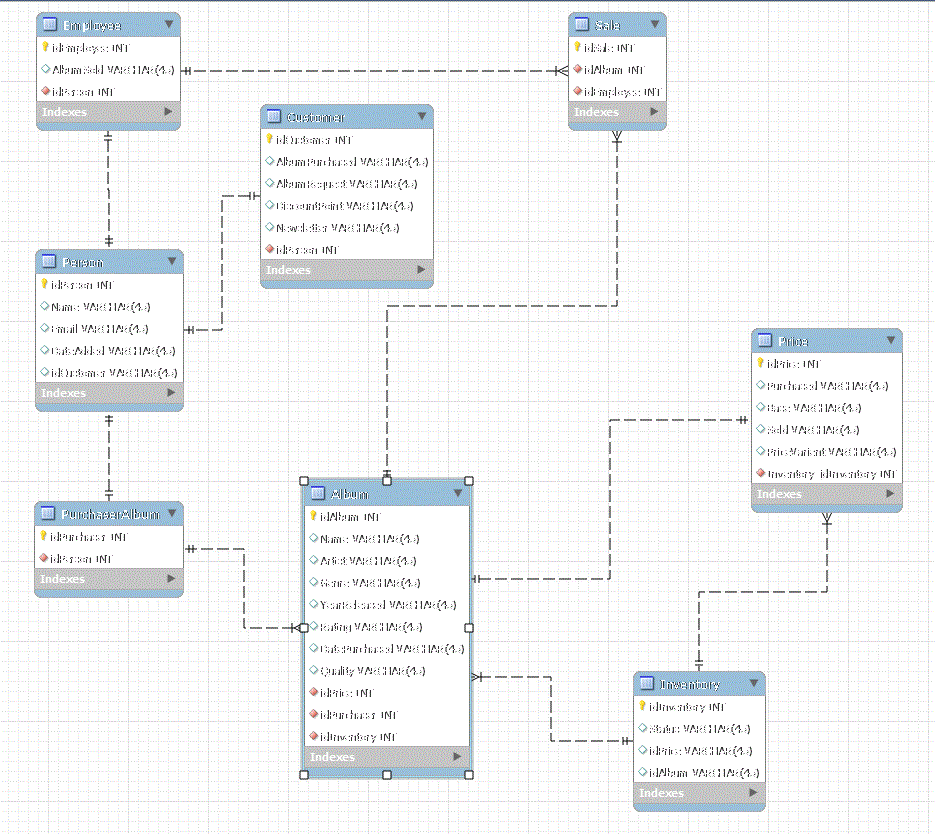 Employee
idEmployee INT
AlbumSold VARCHAR(45)
idPerson INT
Indexes
Sale
idSale INT
idAlbum INT
idEmployee INT
Indexes
Customer
idCustomer INT
AlbumPurchased VARCHAR(45)
AlbumRequest VARCHAR(45)
DiscountPoint VARCHAR(45)
Newsletter VARCHAR(45)
idPerson INT
Indexes
Person
idPerson INT
Name VARCHAR(45)
Email VARCHAR(45)
DateAdded VARCHAR(45)
idCustomer VARCHAR(45)
Indexes
Price
idPrice INT
Purchased VARCHAR(45)
Base VARCHAR(45)
Sold VARCHAR(45)
PriceVariant VARCHAR(45)
Inventory_idInventory INT
Indexes
PurchaserAlbum
idPurchaser INT
idPerson INT
Indexes
Album
idAlbum INT
Name VARCHAR(45)
Artist VARCHAR(45)
Genre VARCHAR(45)
YearReleased VARCHAR(45)
Rating VARCHAR(45)
DatePurchased VARCHAR(45)
Quality VARCHAR(45)
idPrice INT
idPurchaser INT
idInventory INT
Indexes
Inventory
idInventory INT
Status VARCHAR(45)
idPrice VARCHAR(45)
idAlbum VARCHAR(45)
Indexes